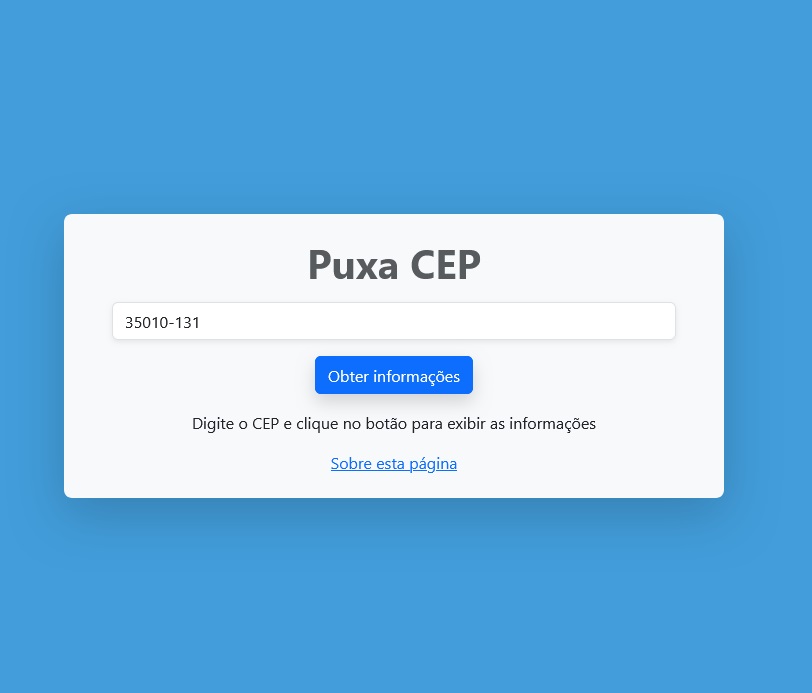 Puxa CEP
35010-131
Obter informações
Digite o CEP e clique no botão para exibir as informações
Sobre esta página